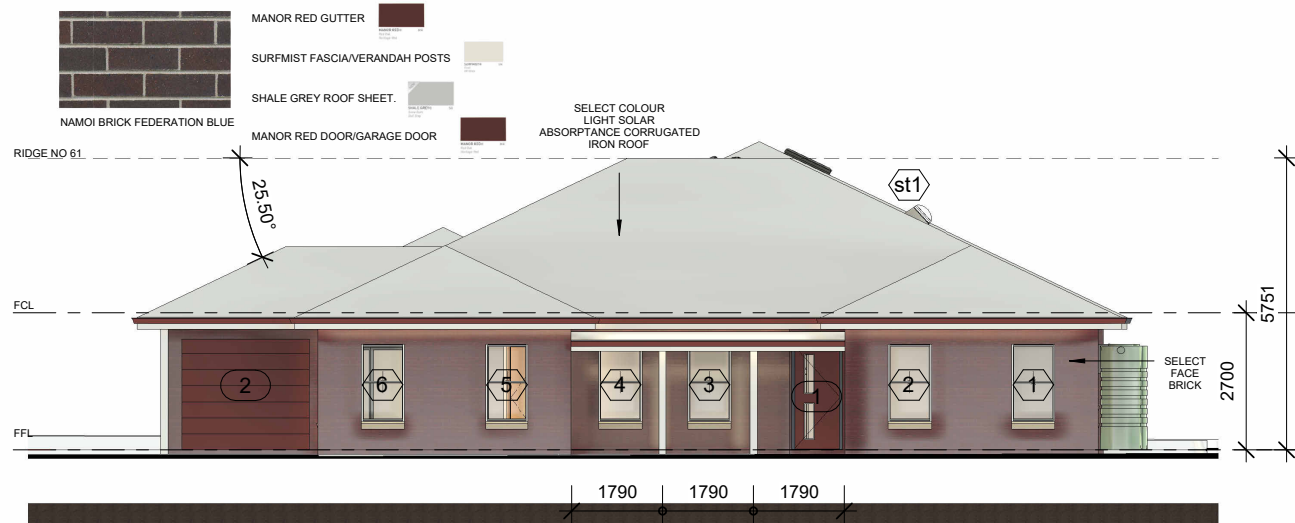 MANOR RED GUTTER
SURFMIST FASCIA/VERANDAH POSTS
SHALE GREY ROOF SHEET.
MANOR RED DOOR/GARAGE DOOR
NAMOI BRICK FEDERATION BLUE
SELECT COLOUR
LIGHT SOLAR
ABSORPTANCE CORRUGATED
IRON ROOF
RIDGE NO 61
25.50°
st1
FCL
5751
2700
SELECT
FACE
BRICK
2
6
5
4
3
1
2
1
FFL
1790
1790
1790